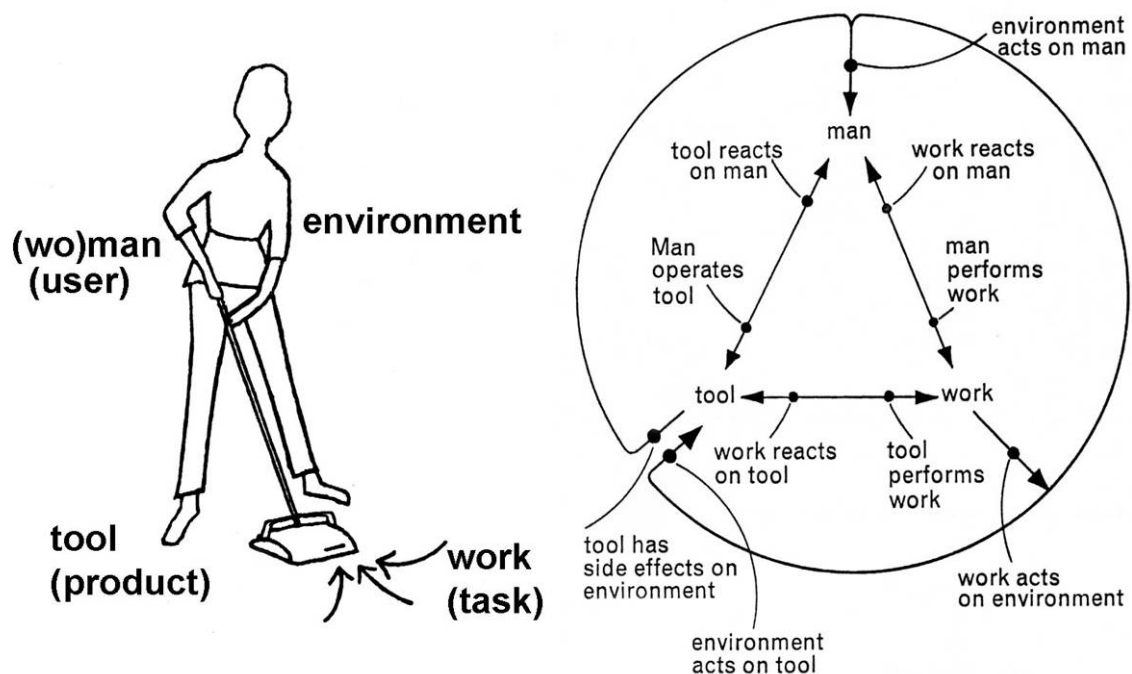 (wo)man
(user)
environment
tool
(product)
work
(task)
environment
acts on man
man
tool reacts
on man
work reacts
on man
Man
operates
tool
man
performs
work
tool
work
work reacts
on tool
tool
performs
work
tool has
side effects on
environment
environment
acts on tool
work acts
on environment